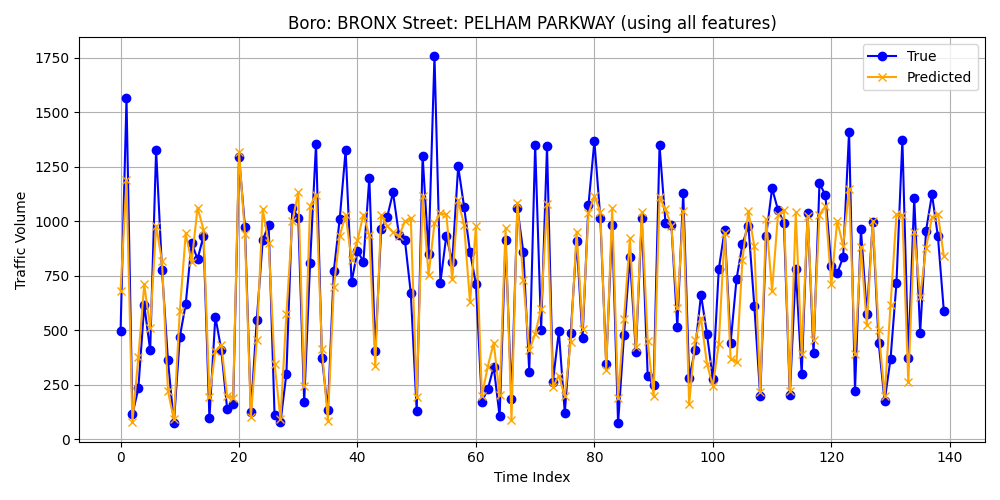 Boro: BRONX Street: PELHAM PARKWAY (using all features)
True
Predicted
Traffic Volume
1750
1500
1250
1000
750
500
250
0
0 20 40 60 80 100 120 140
Time Index